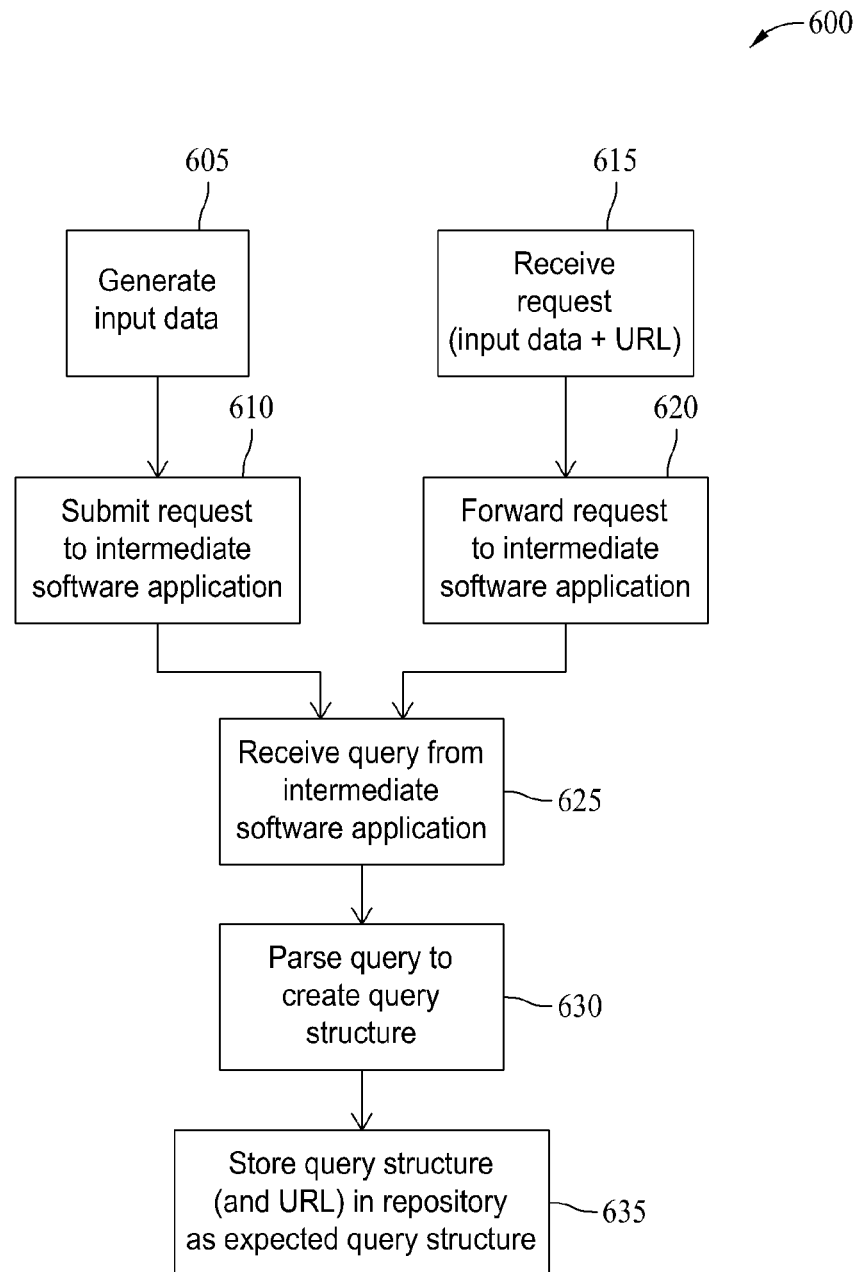 600
605
615
Generate
input data
Receive
request
(input data + URL)
610
620
Submit request
to intermediate
software application
Forward request
to intermediate
software application
Receive query from
intermediate
software application
625
Parse query to
create query
structure
630
Store query structure
(and URL) in repository
as expected query structure
635